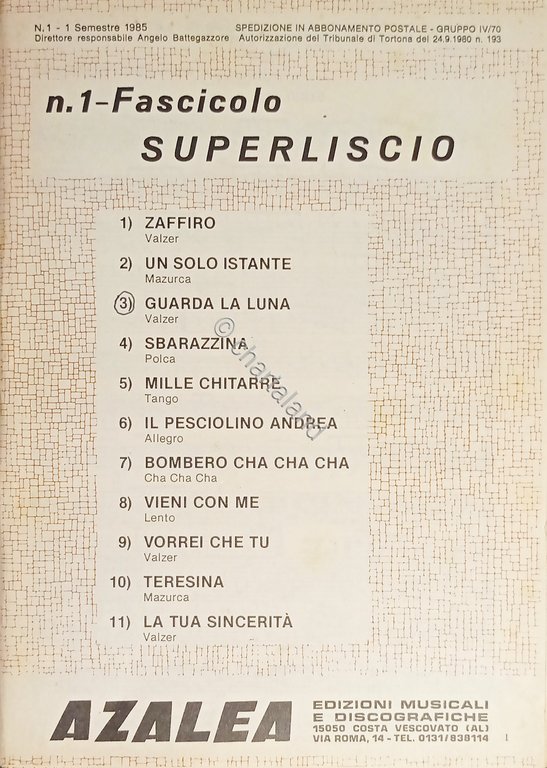 N.1 - 1 Semestre 1985 SPEDIZIONE IN ABBONAMENTO POSTALE - GRUPPO IV/70
Direttore responsabile Angelo Battegazzore Autorizzazione del Tribunale di Tortona del 24.9.1980 n. 193
n.1-Fascicolo
SUPERLISCIO
1) ZAFFIRO
Valzer
2) UN SOLO ISTANTE
Mazurca
3) GUARDA LA LUNA
Valzer
4) SBARAZZINA
Polca
5) MILLE CHITARRE
Tango
6) IL PESCIOLINO ANDREA
Allegro
7) BOMBERO CHA CHA CHA
Cha Cha Cha
8) VIENI CON ME
Lento
9) VORREI CHE TU
Valzer
10) TERESINA
Mazurca
11) LA TUA SINCERITÀ
Valzer
© chartaland
AZALEA
EDIZIONI MUSICALI
E DISCOGRAFICHE
15050 COSTA VESCOVATO (AL)
VIA ROMA, 14 - TEL. 0131/838114